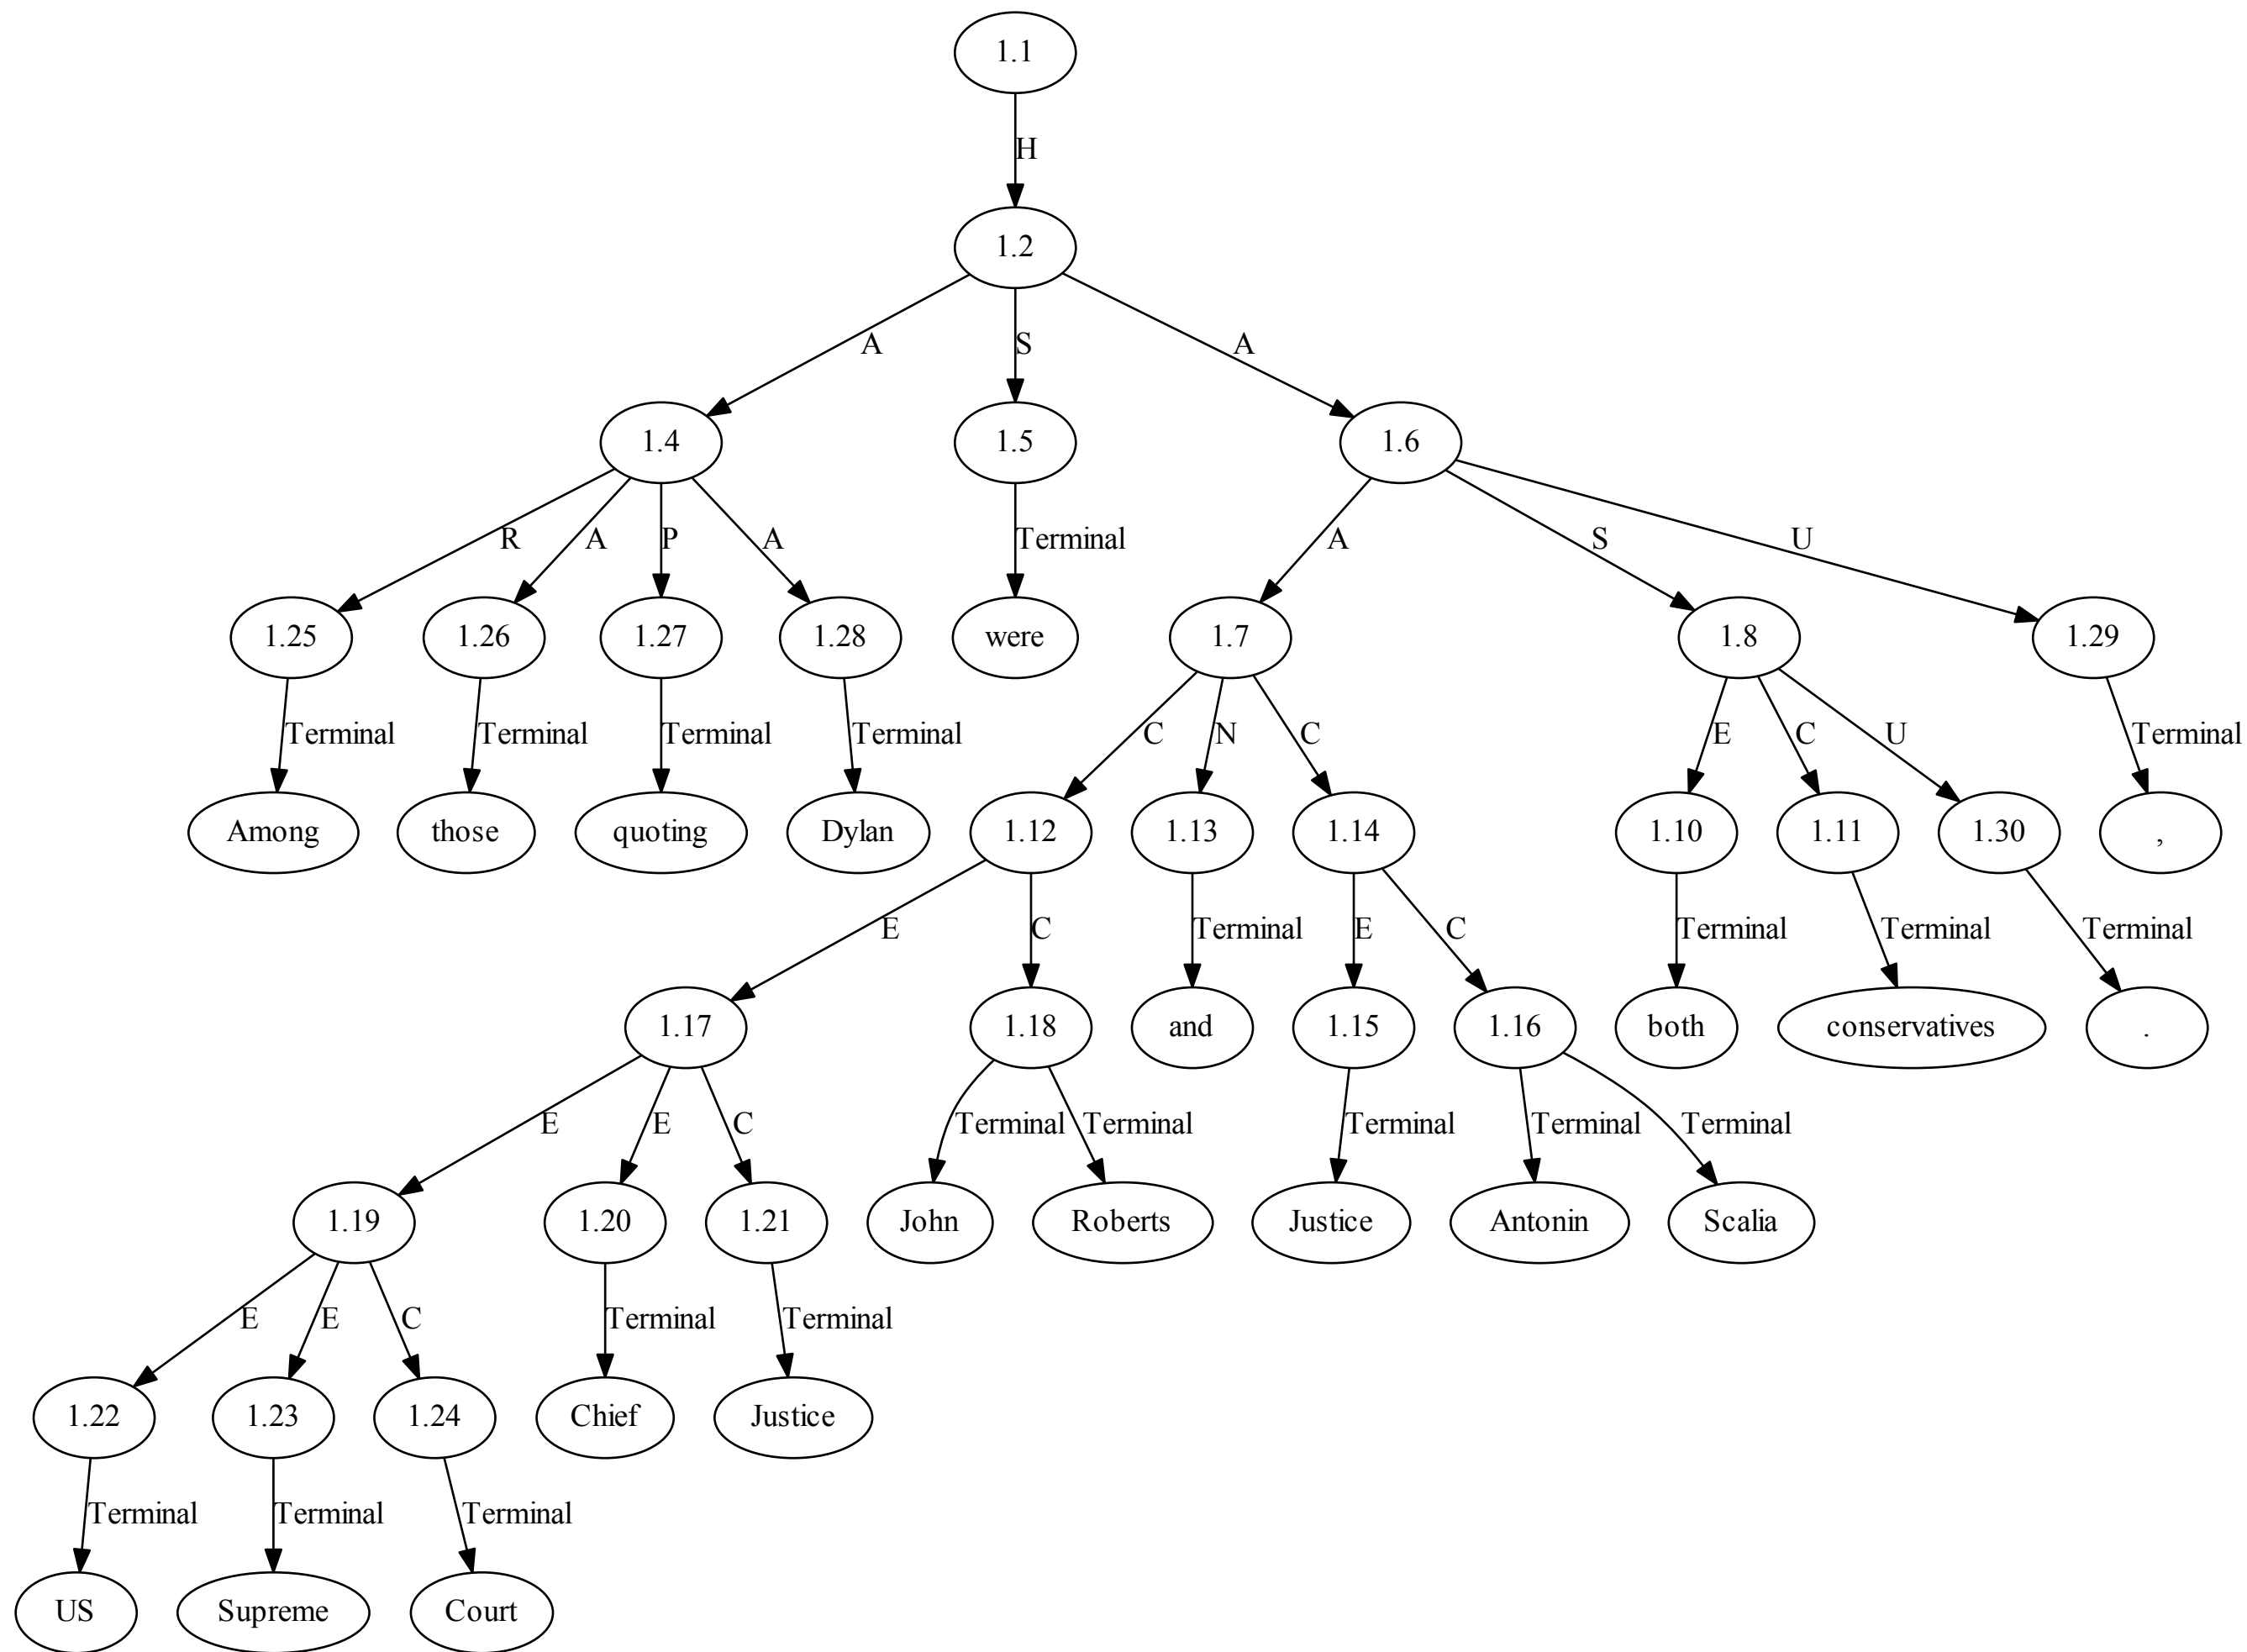 1.1
H
1.2
A S A
1.4 1.5 1.6
R A P A Terminal A S U
1.25 1.26 1.27 1.28 were 1.7 1.8 1.29
Terminal Terminal Terminal Terminal C N C E C U Terminal
Among those quoting Dylan 1.12 1.13 1.14 1.10 1.11 1.30 ,
E C Terminal E C Terminal Terminal Terminal
1.17 1.18 and 1.15 1.16 both conservatives .
E E C Terminal Terminal Terminal Terminal Terminal
1.19 1.20 1.21 John Roberts Justice Antonin Scalia
E E C Terminal Terminal
1.22 1.23 1.24 Chief Justice
Terminal Terminal Terminal
US Supreme Court